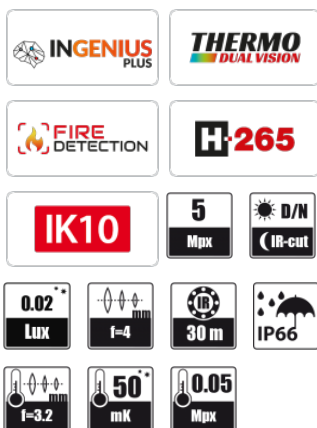 INGENIUS
PLUS
THERMO
DUAL VISION
FIRE
DETECTION
H·265
IK10
5
Mpx
D/N
IR-cut
0.02 **
Lux
mm
f=4
IR
30 m
IP66
mm
f=3.2
50*
mK
0.05
Mpx